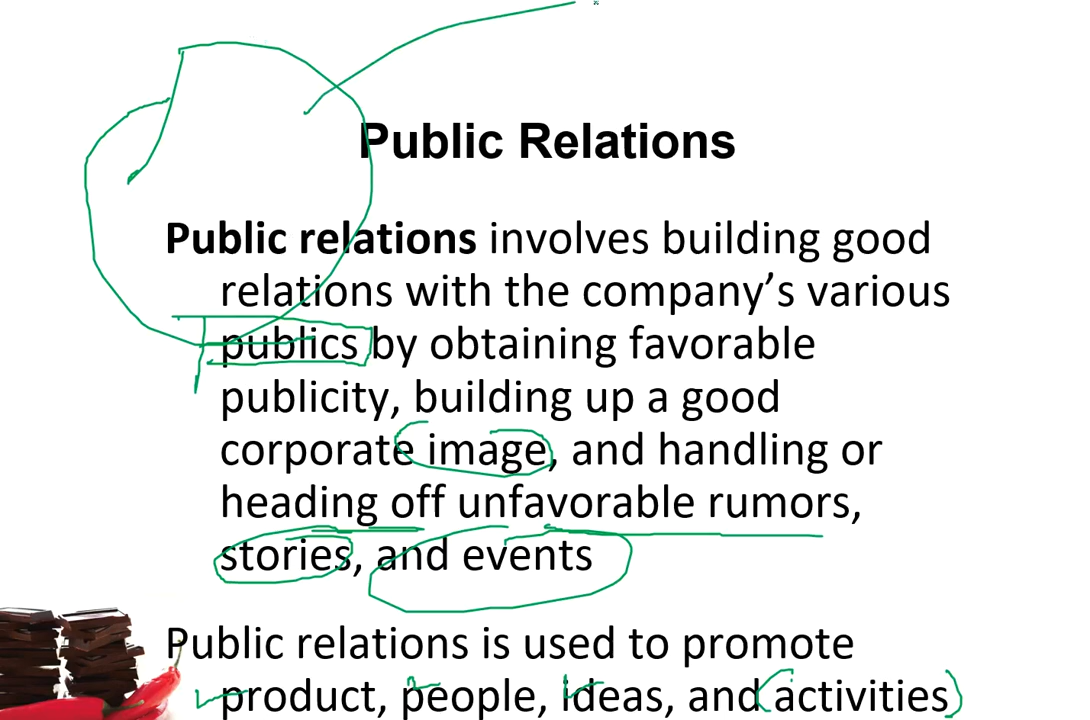 Public Relations
Public relations involves building good
relations with the company’s various
publics by obtaining favorable
publicity, building up a good
corporate image, and handling or
heading off unfavorable rumors,
stories, and events
Public relations is used to promote
product, people, ideas, and activities